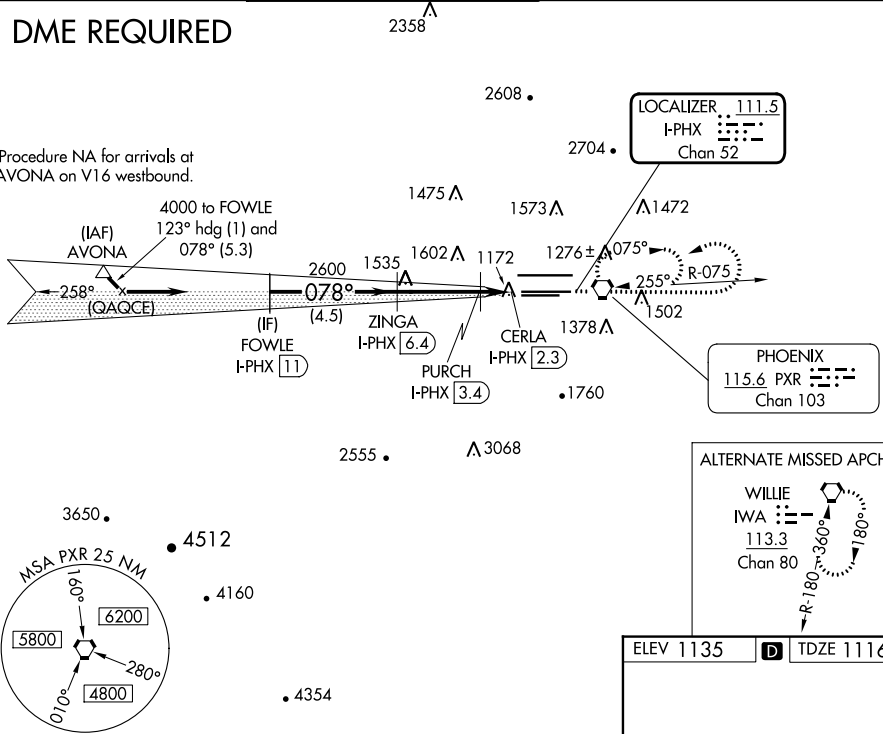 DME REQUIRED
2358
2608
LOCALIZER 111.5
I-PHX
Chan 52
2704
Procedure NA for arrivals at
AVONA on V16 westbound.
1475
1573
1472
4000 to FOWLE
123° hdg (1) and
078° (5.3)
(IAF)
AVONA
2600
1535
1602
1172
1276±
075°
258°
078°
255°
R-075
(QAQCE)
(4.5)
1502
(IF)
FOWLE
I-PHX 11
ZINGA
I-PHX 6.4
CERLA
I-PHX 2.3
1378
PURCH
I-PHX 3.4
PHOENIX
115.6 PXR
Chan 103
1760
2555
3068
ALTERNATE MISSED APCH
WILLIE
IWA
113.3
Chan 80
360°
180°
R-180
3650
4512
MSA PXR 25 NM
160°
6200
4160
5800
280°
4800
010°
4354
ELEV 1135 D TDZE 1116